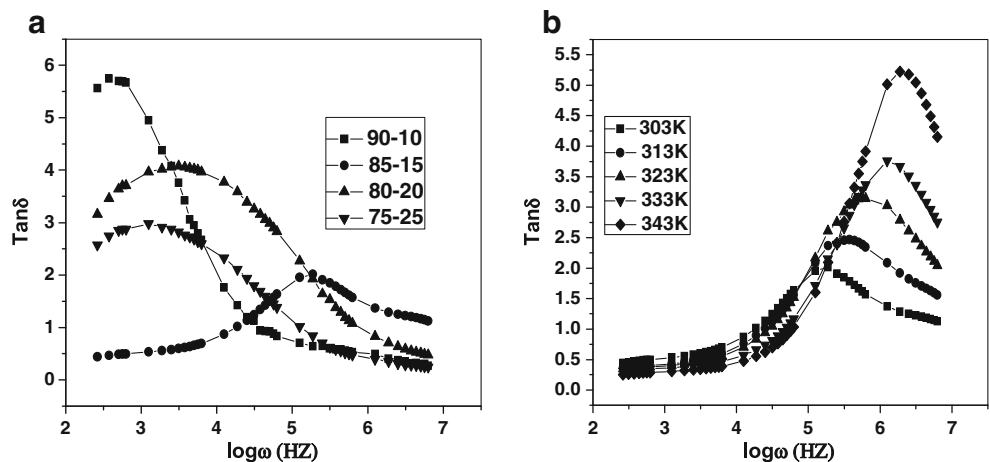 a
6
5
4
3
2
1
0
Tanδ
90-10
85-15
80-20
75-25
2 3 4 5 6 7
logω (HZ)
b
5.5
5.0
4.5
4.0
3.5
3.0
2.5
2.0
1.5
1.0
0.5
0.0
Tanδ
303K
313K
323K
333K
343K
2 3 4 5 6 7
logω (HZ)